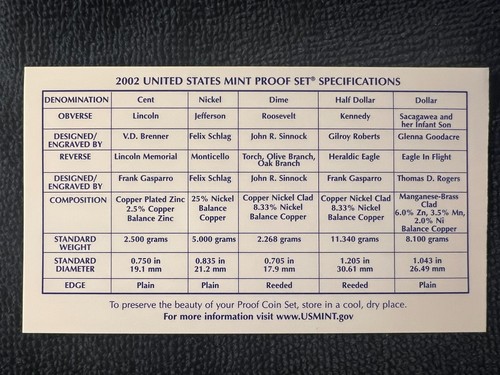 2002 UNITED STATES MINT PROOF SET® SPECIFICATIONS
DENOMINATION Cent Nickel Dime Half Dollar Dollar
OBVERSE Lincoln Jefferson Roosevelt Kennedy Sacagawea and
her Infant Son
DESIGNED/ V.D. Brenner Felix Schlag John R. Sinnock Gilroy Roberts Glenna Goodacre
ENGRAVED BY
REVERSE Lincoln Memorial Monticello Torch, Olive Branch, Heraldic Eagle Eagle In Flight
Oak Branch
DESIGNED/ Frank Gasparro Felix Schlag John R. Sinnock Frank Gasparro Thomas D. Rogers
ENGRAVED BY
COMPOSITION Copper Plated Zinc 25% Nickel Copper Nickel Clad Copper Nickel Clad Manganese-Brass
2.5% Copper Balance 8.33% Nickel 8.33% Nickel Clad
Balance Zinc Copper Balance Copper Balance Copper 6.0% Zn, 3.5% Mn,
2.0% Ni
Balance Copper
STANDARD 2.500 grams 5.000 grams 2.268 grams 11.340 grams 8.100 grams
WEIGHT
STANDARD 0.750 in 0.835 in 0.705 in 1.205 in 1.043 in
DIAMETER 19.1 mm 21.2 mm 17.9 mm 30.61 mm 26.49 mm
EDGE Plain Plain Reeded Reeded Plain
To preserve the beauty of your Proof Coin Set, store in a cool, dry place.
For more information visit www.USMINT.gov